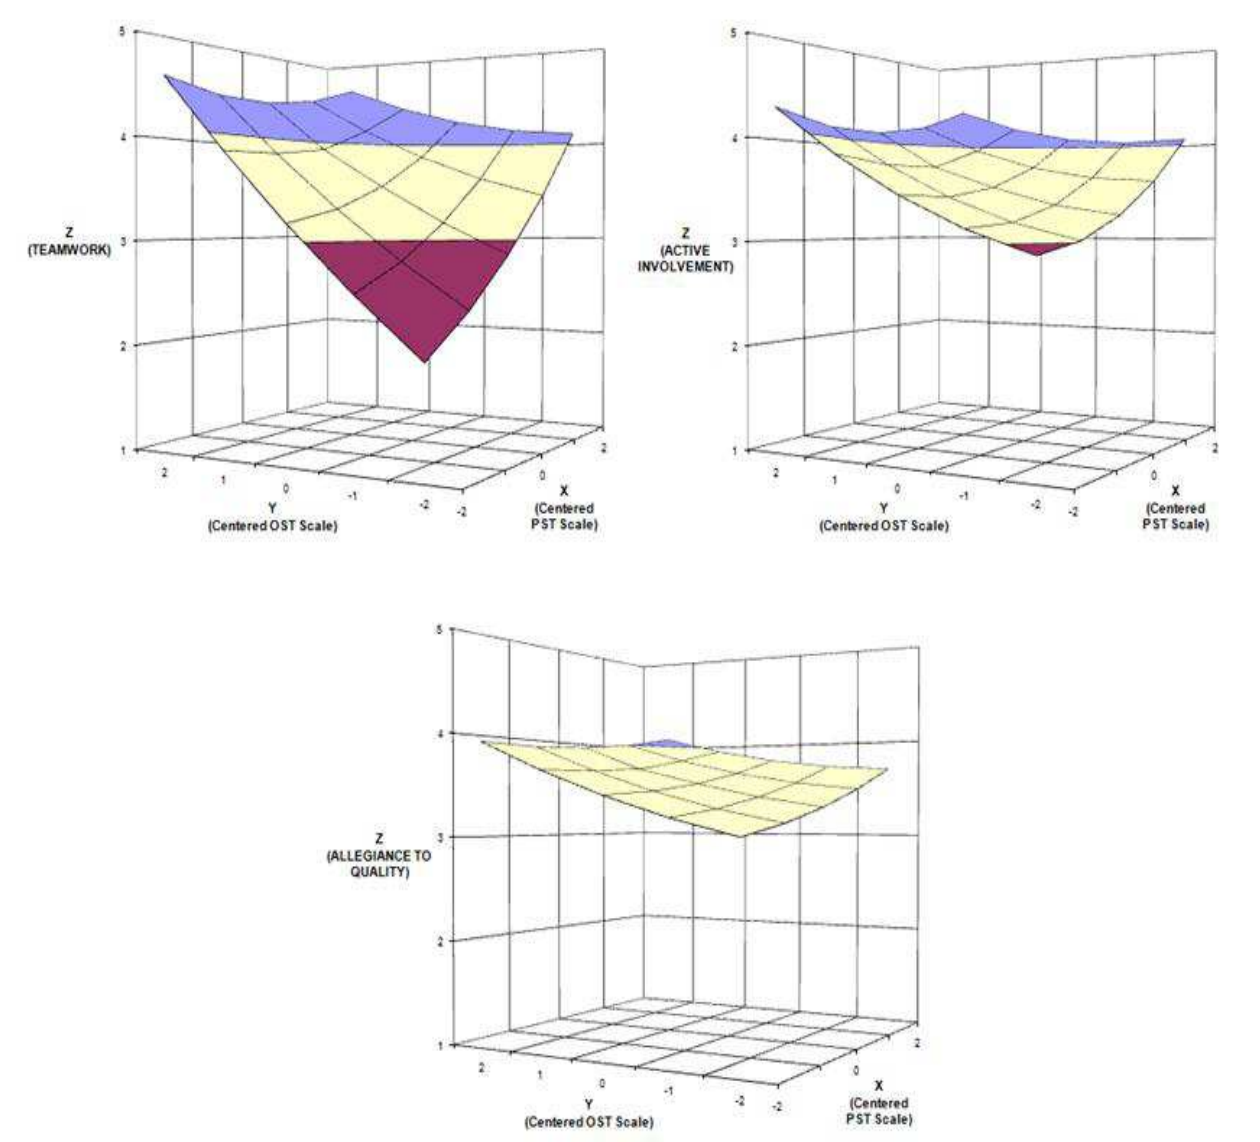 5
4
Z
(TEAMWORK)
3
2
1
2
1
0
-1
-2
Y
(Centered OST Scale)
-2
0
2
X
(Centered
PST Scale)
5
4
Z
(ACTIVE
INVOLVEMENT)
3
2
1
2
1
0
-1
-2
Y
(Centered OST Scale)
-2
0
2
X
(Centered
PST Scale)
5
4
Z
(ALLEGIANCE TO
QUALITY)
3
2
1
2
1
0
-1
-2
Y
(Centered OST Scale)
-2
0
2
X
(Centered
PST Scale)